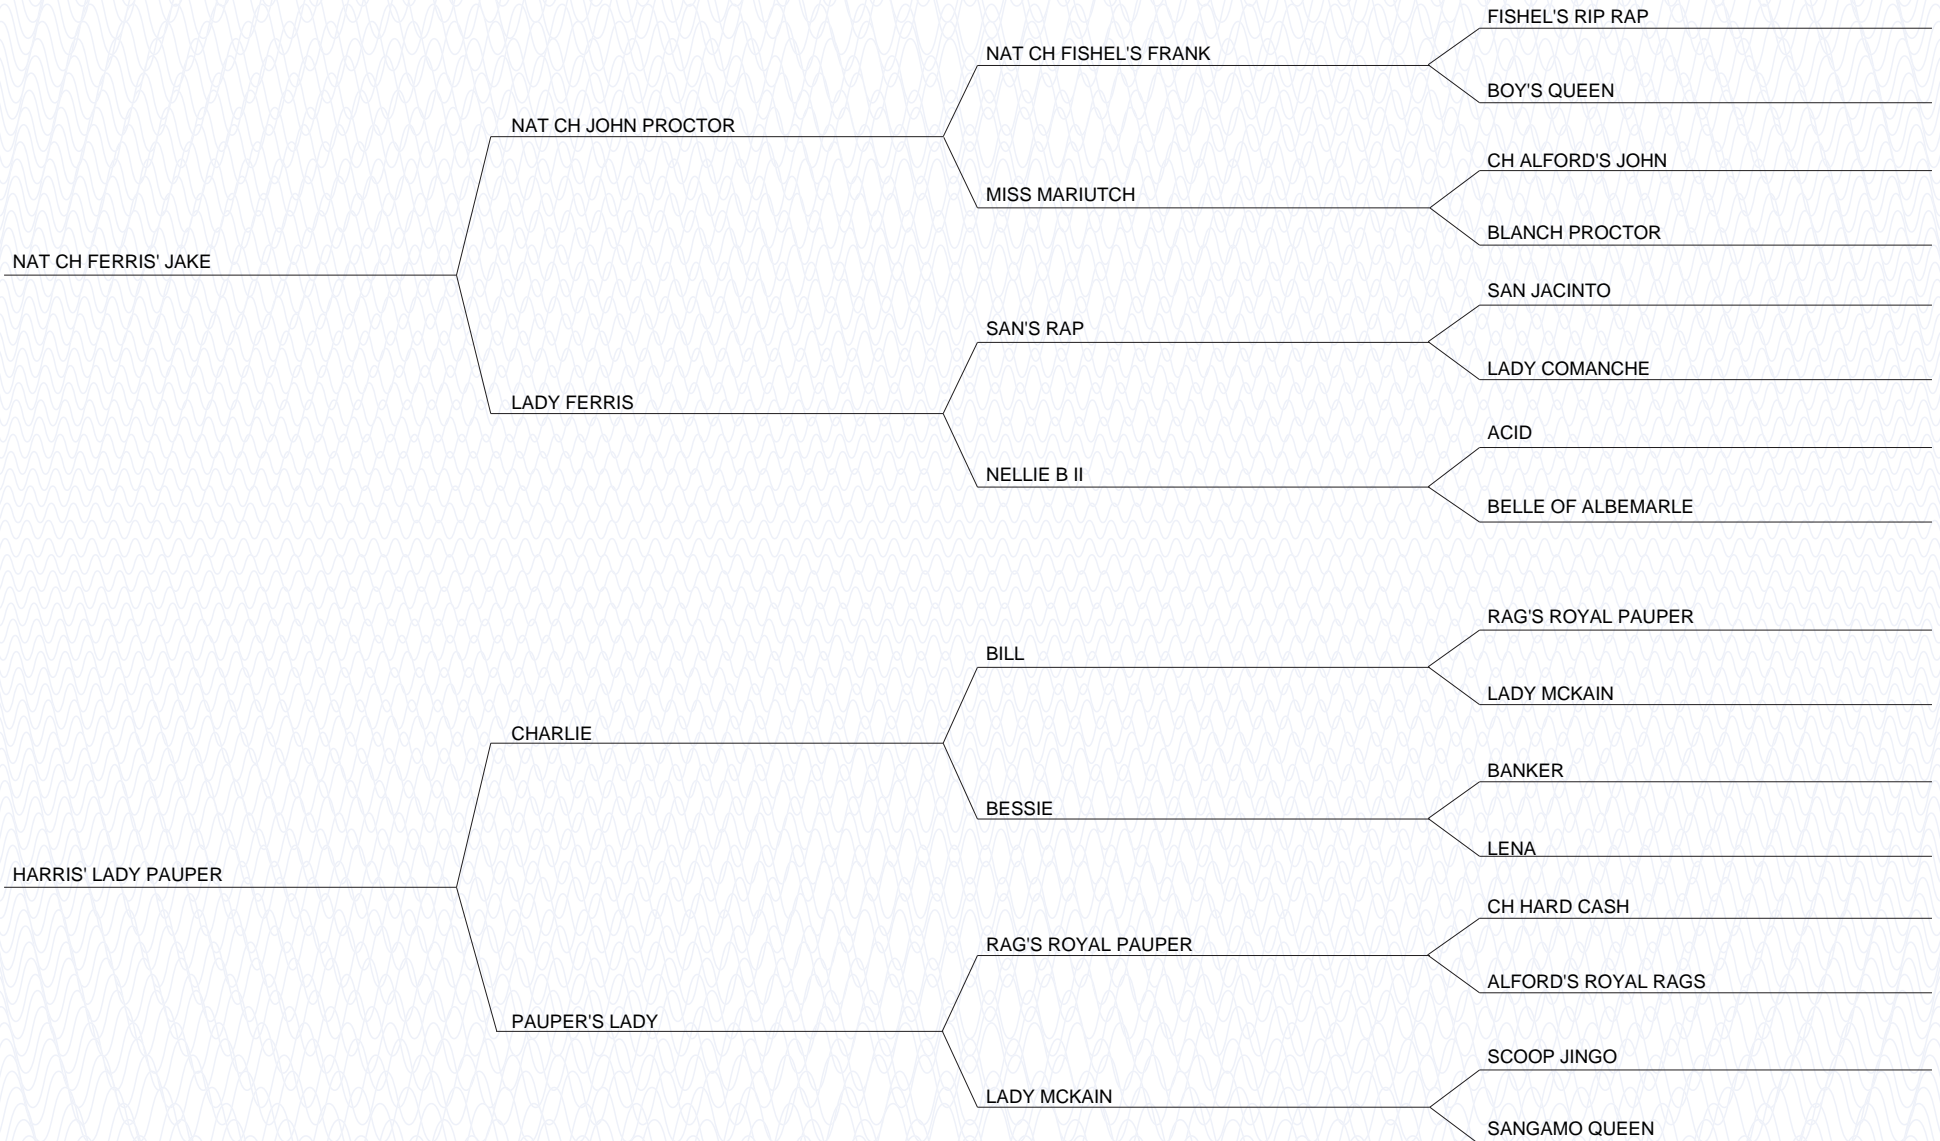 FISHEL'S RIP RAP
NAT CH FISHEL'S FRANK
BOY'S QUEEN
NAT CH JOHN PROCTOR
CH ALFORD'S JOHN
MISS MARIUTCH
BLANCH PROCTOR
NAT CH FERRIS' JAKE
SAN JACINTO
SAN'S RAP
LADY COMANCHE
LADY FERRIS
ACID
NELLIE B II
BELLE OF ALBEMARLE
RAG'S ROYAL PAUPER
BILL
LADY MCKAIN
CHARLIE
BANKER
BESSIE
LENA
HARRIS' LADY PAUPER
CH HARD CASH
RAG'S ROYAL PAUPER
ALFORD'S ROYAL RAGS
PAUPER'S LADY
SCOOP JINGO
LADY MCKAIN
SANGAMO QUEEN